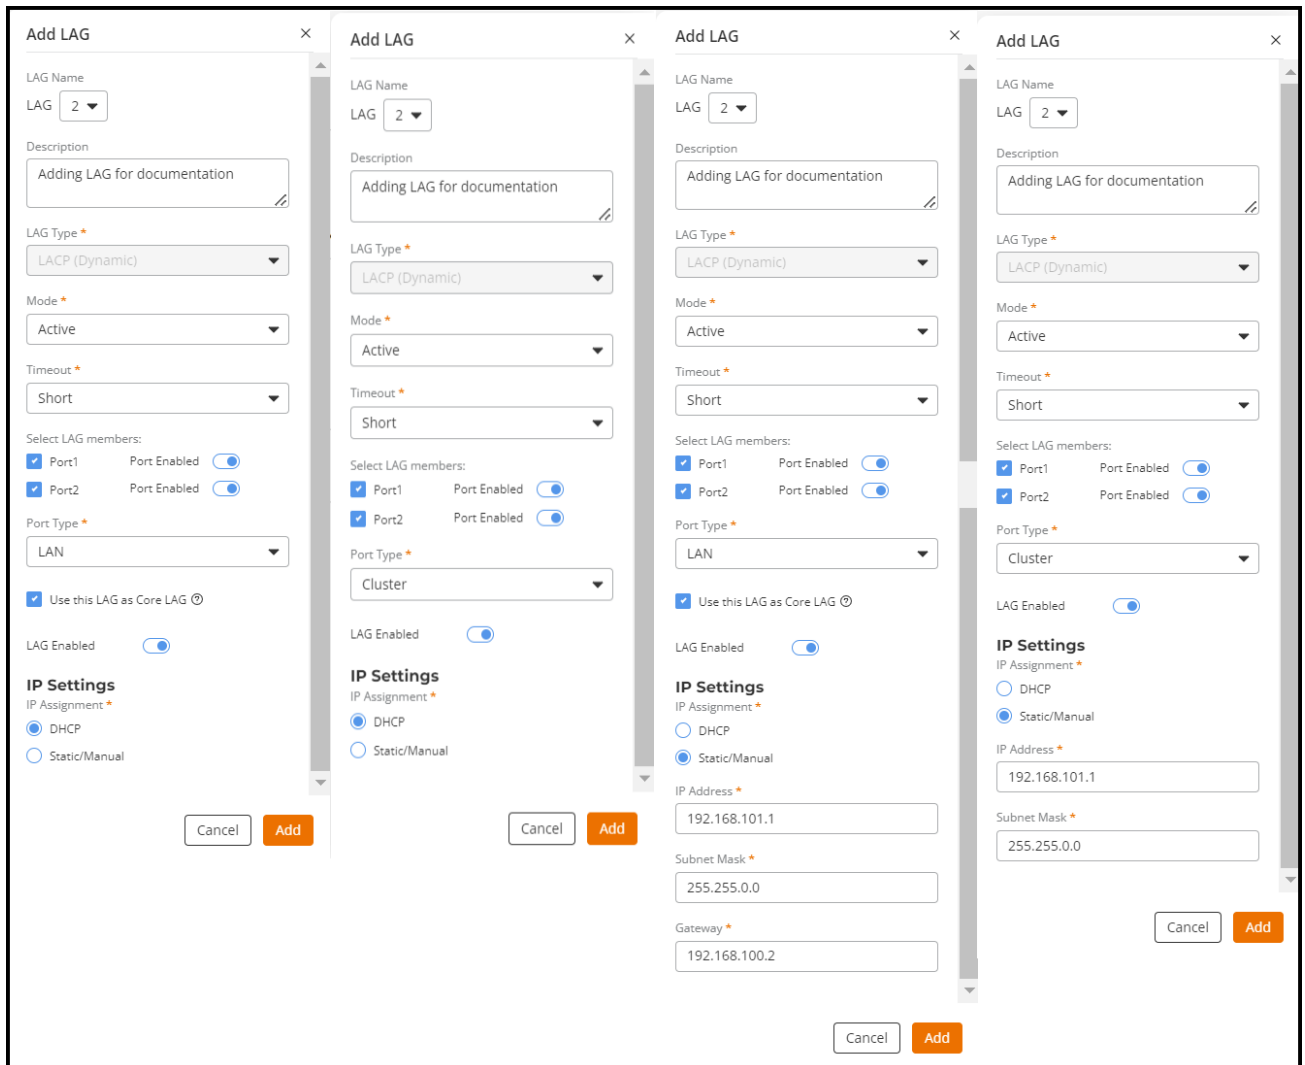 Add LAG ×
LAG Name
LAG 2
Description
Adding LAG for documentation
LAG Type *
LACP (Dynamic)
Mode *
Active
Timeout *
Short
Select LAG members:
Port1 Port Enabled
Port2 Port Enabled
Port Type *
LAN
Use this LAG as Core LAG ?
LAG Enabled
IP Settings
IP Assignment *
DHCP
Static/Manual
Cancel Add
Add LAG ×
LAG Name
LAG 2
Description
Adding LAG for documentation
LAG Type *
LACP (Dynamic)
Mode *
Active
Timeout *
Short
Select LAG members:
Port1 Port Enabled
Port2 Port Enabled
Port Type *
Cluster
LAG Enabled
IP Settings
IP Assignment *
DHCP
Static/Manual
Cancel Add
Add LAG ×
LAG Name
LAG 2
Description
Adding LAG for documentation
LAG Type *
LACP (Dynamic)
Mode *
Active
Timeout *
Short
Select LAG members:
Port1 Port Enabled
Port2 Port Enabled
Port Type *
LAN
Use this LAG as Core LAG ?
LAG Enabled
IP Settings
IP Assignment *
DHCP
Static/Manual
IP Address *
192.168.101.1
Subnet Mask *
255.255.0.0
Gateway *
192.168.100.2
Cancel Add
Add LAG ×
LAG Name
LAG 2
Description
Adding LAG for documentation
LAG Type *
LACP (Dynamic)
Mode *
Active
Timeout *
Short
Select LAG members:
Port1 Port Enabled
Port2 Port Enabled
Port Type *
Cluster
LAG Enabled
IP Settings
IP Assignment *
DHCP
Static/Manual
IP Address *
192.168.101.1
Subnet Mask *
255.255.0.0
Cancel Add